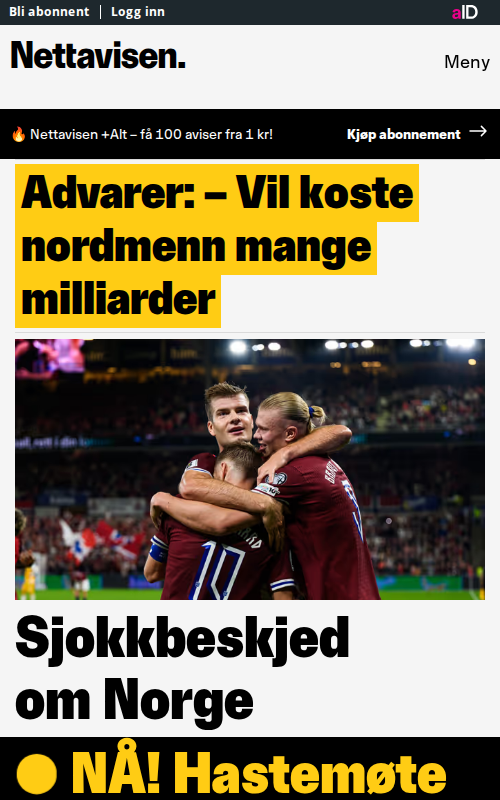 Bli abonnent | Logg inn
aID
Nettavisen.
Meny
🔥 Nettavisen +Alt – få 100 aviser fra 1 kr!
Kjøp abonnement →
Advarer: – Vil koste
nordmenn mange
milliarder
10
Sjokkbeskjed
om Norge
NÅ! Hastemøte